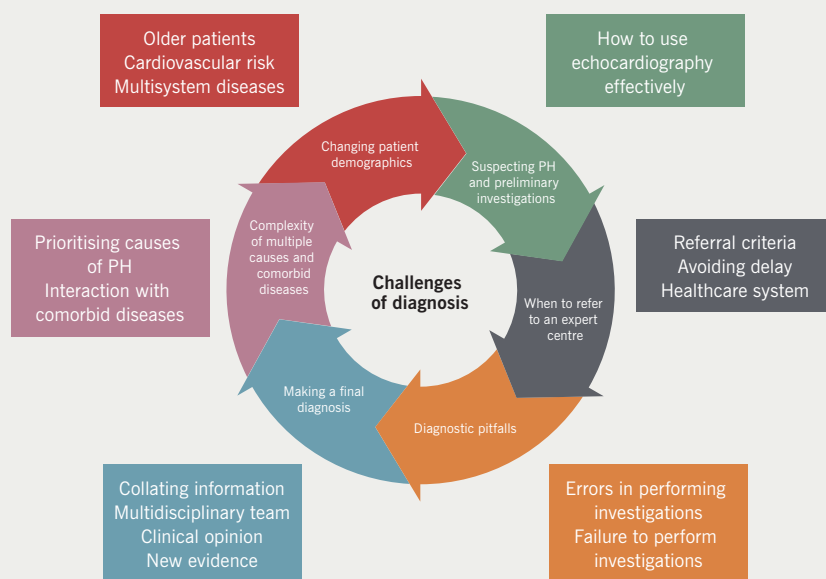 Older patients
Cardiovascular risk
Multisystem diseases
How to use
echocardiography
effectively
Changing patient
demographics
Suspecting PH
and preliminary
investigations
Complexity
of multiple
causes and
comorbid
diseases
Prioritising causes
of PH
Interaction with
comorbid diseases
Challenges
of diagnosis
Referral criteria
Avoiding delay
Healthcare system
When to refer
to an expert
centre
Making a final
diagnosis
Diagnostic pitfalls
Collating information
Multidisciplinary team
Clinical opinion
New evidence
Errors in performing
investigations
Failure to perform
investigations